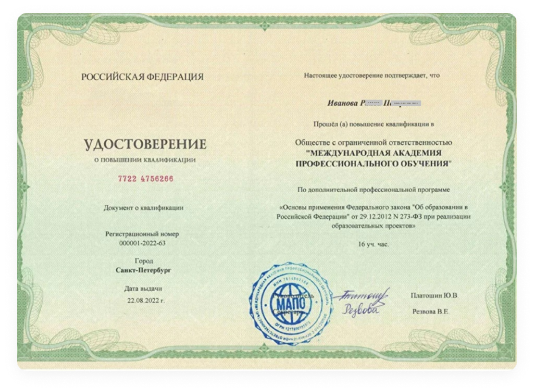 РОССИЙСКАЯ ФЕДЕРАЦИЯ
УДОСТОВЕРЕНИЕ
О ПОВЫШЕНИИ КВАЛИФИКАЦИИ
7722 4756266
Документ о квалификации
Регистрационный номер
000001-2022-63
Город
Санкт-Петербург
Дата выдачи
22.08.2022 г.
Настоящее удостоверение подтверждает, что
Иванова
Прошёл (а) повышение квалификации в
Обществе с ограниченной ответственностью
"МЕЖДУНАРОДНАЯ АКАДЕМИЯ
ПРОФЕССИОНАЛЬНОГО ОБУЧЕНИЯ"
По дополнительной профессиональной программе
«Основы применения Федерального закона "Об образовании в
Российской Федерации" от 29.12.2012 N 273-ФЗ при реализации
образовательных проектов»
16 уч. час.
МАПО
Платошин Ю.В
Резвова
Резвова В.Е.